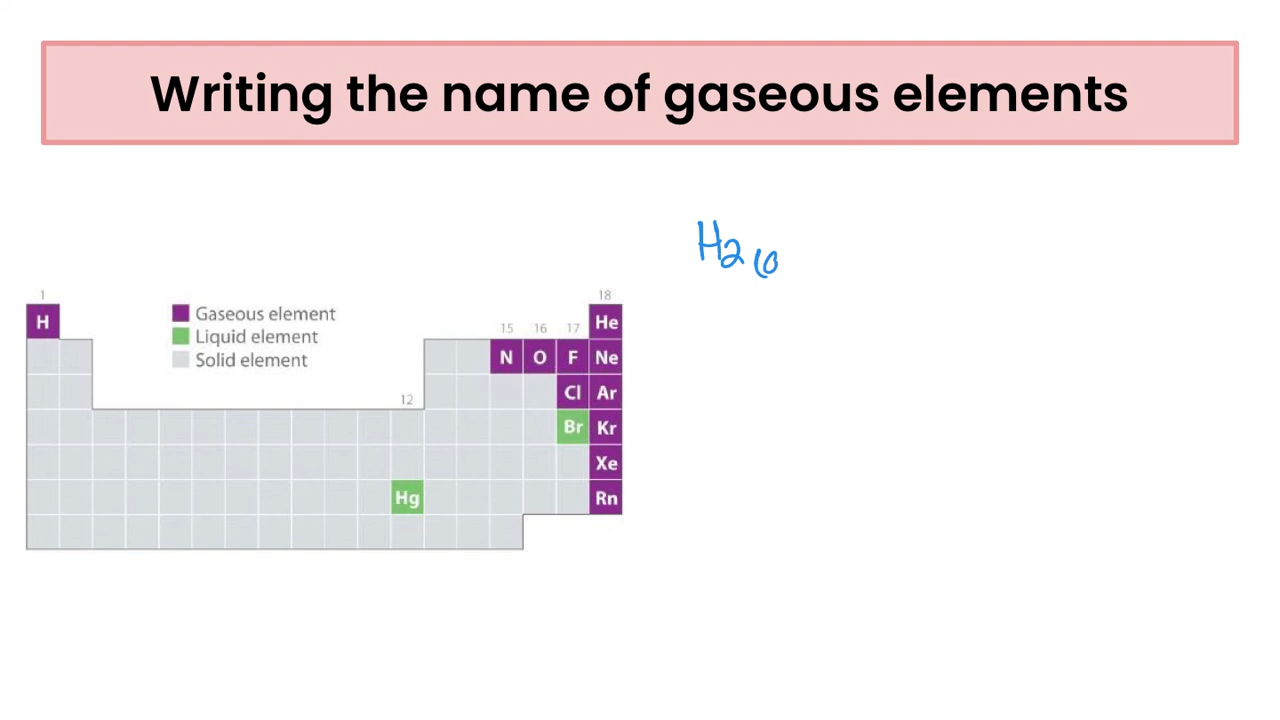 Writing the name of gaseous elements
H2 (
1
18
H
Gaseous element
He
Liquid element
15 16 17
Solid element
N O F Ne
12
Cl Ar
Br Kr
Xe
Hg
Rn